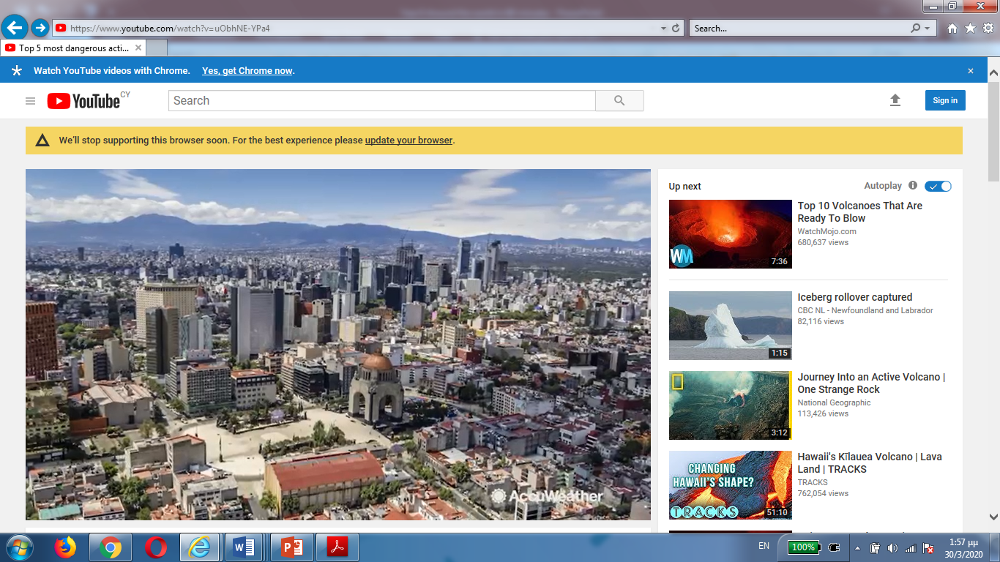 https://www.youtube.com/watch?v=uObhNE-YPa4
Search...
Top 5 most dangerous acti...
Watch YouTube videos with Chrome. Yes, get Chrome now.
YouTube CY
Search
Sign in
We'll stop supporting this browser soon. For the best experience please update your browser.
AccuWeather
Up next
Autoplay
Top 10 Volcanoes That Are
Ready To Blow
WatchMojo.com
680,637 views
WM
7:36
Iceberg rollover captured
CBC NL - Newfoundland and Labrador
82,116 views
1:15
Journey Into an Active Volcano |
One Strange Rock
National Geographic
113,426 views
3:12
Hawaii's Kīlauea Volcano | Lava
Land | TRACKS
TRACKS
762,054 views
CHANGING
HAWAII'S SHAPE?
TRACKS
51:10
EN
100%
1:57 μμ
30/3/2020